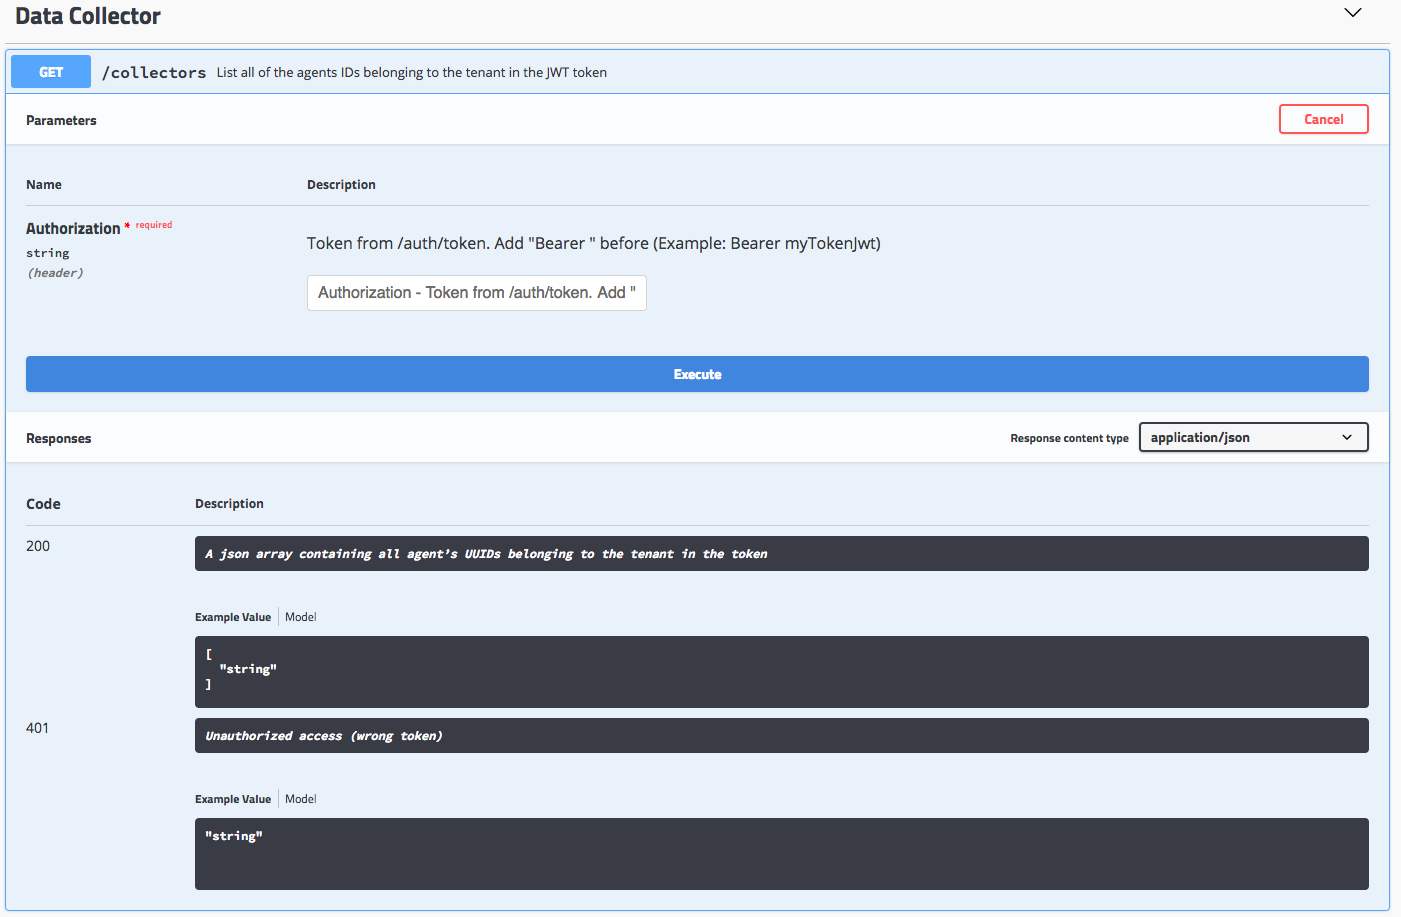 Data Collector
GET /collectors List all of the agents IDs belonging to the tenant in the JWT token
Parameters
Cancel
Name Description
Authorization * required
string
(header)
Token from /auth/token. Add "Bearer " before (Example: Bearer myTokenJwt)
Authorization - Token from /auth/token. Add "
Execute
Responses
Response content type application/json
Code Description
200
A json array containing all agent's UUIDs belonging to the tenant in the token
Example Value Model
[
"string"
]
401
Unauthorized access (wrong token)
Example Value Model
"string"